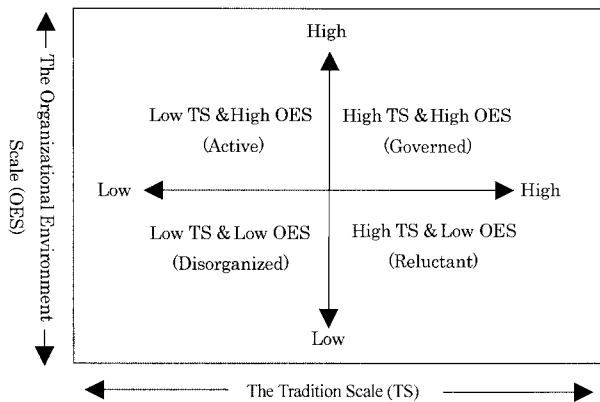 The Organizational Environment
Scale (OES)
High
Low TS & High OES
(Active)
High TS & High OES
(Governed)
Low
High
Low TS & Low OES
(Disorganized)
High TS & Low OES
(Reluctant)
Low
The Tradition Scale (TS)